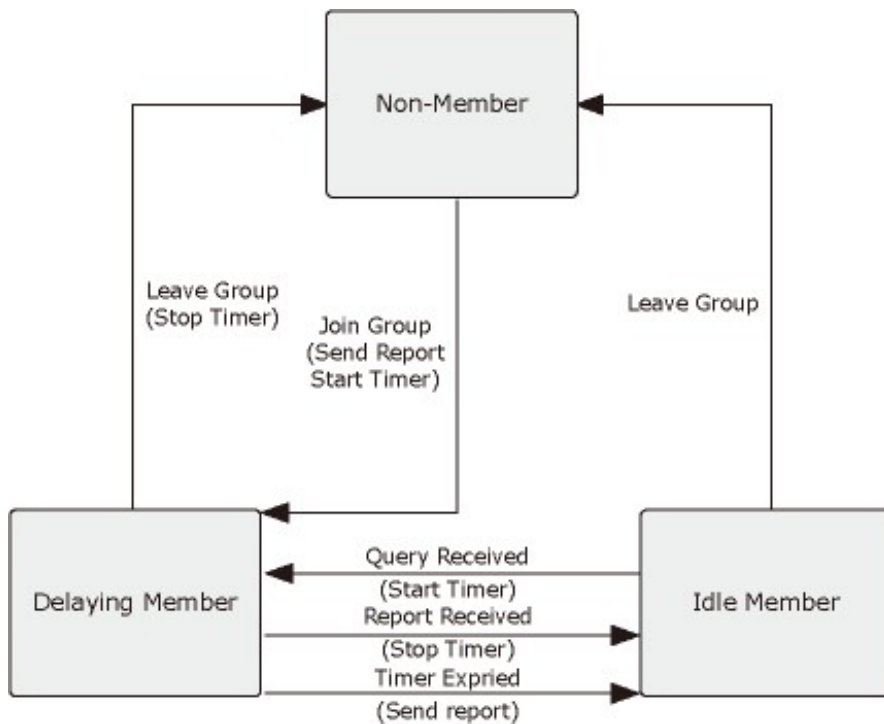 Non-Member
Leave Group
(Stop Timer)
Join Group
(Send Report
Start Timer)
Leave Group
Delaying Member
Query Received
(Start Timer)
Report Received
(Stop Timer)
Timer Expried
(Send report)
Idle Member